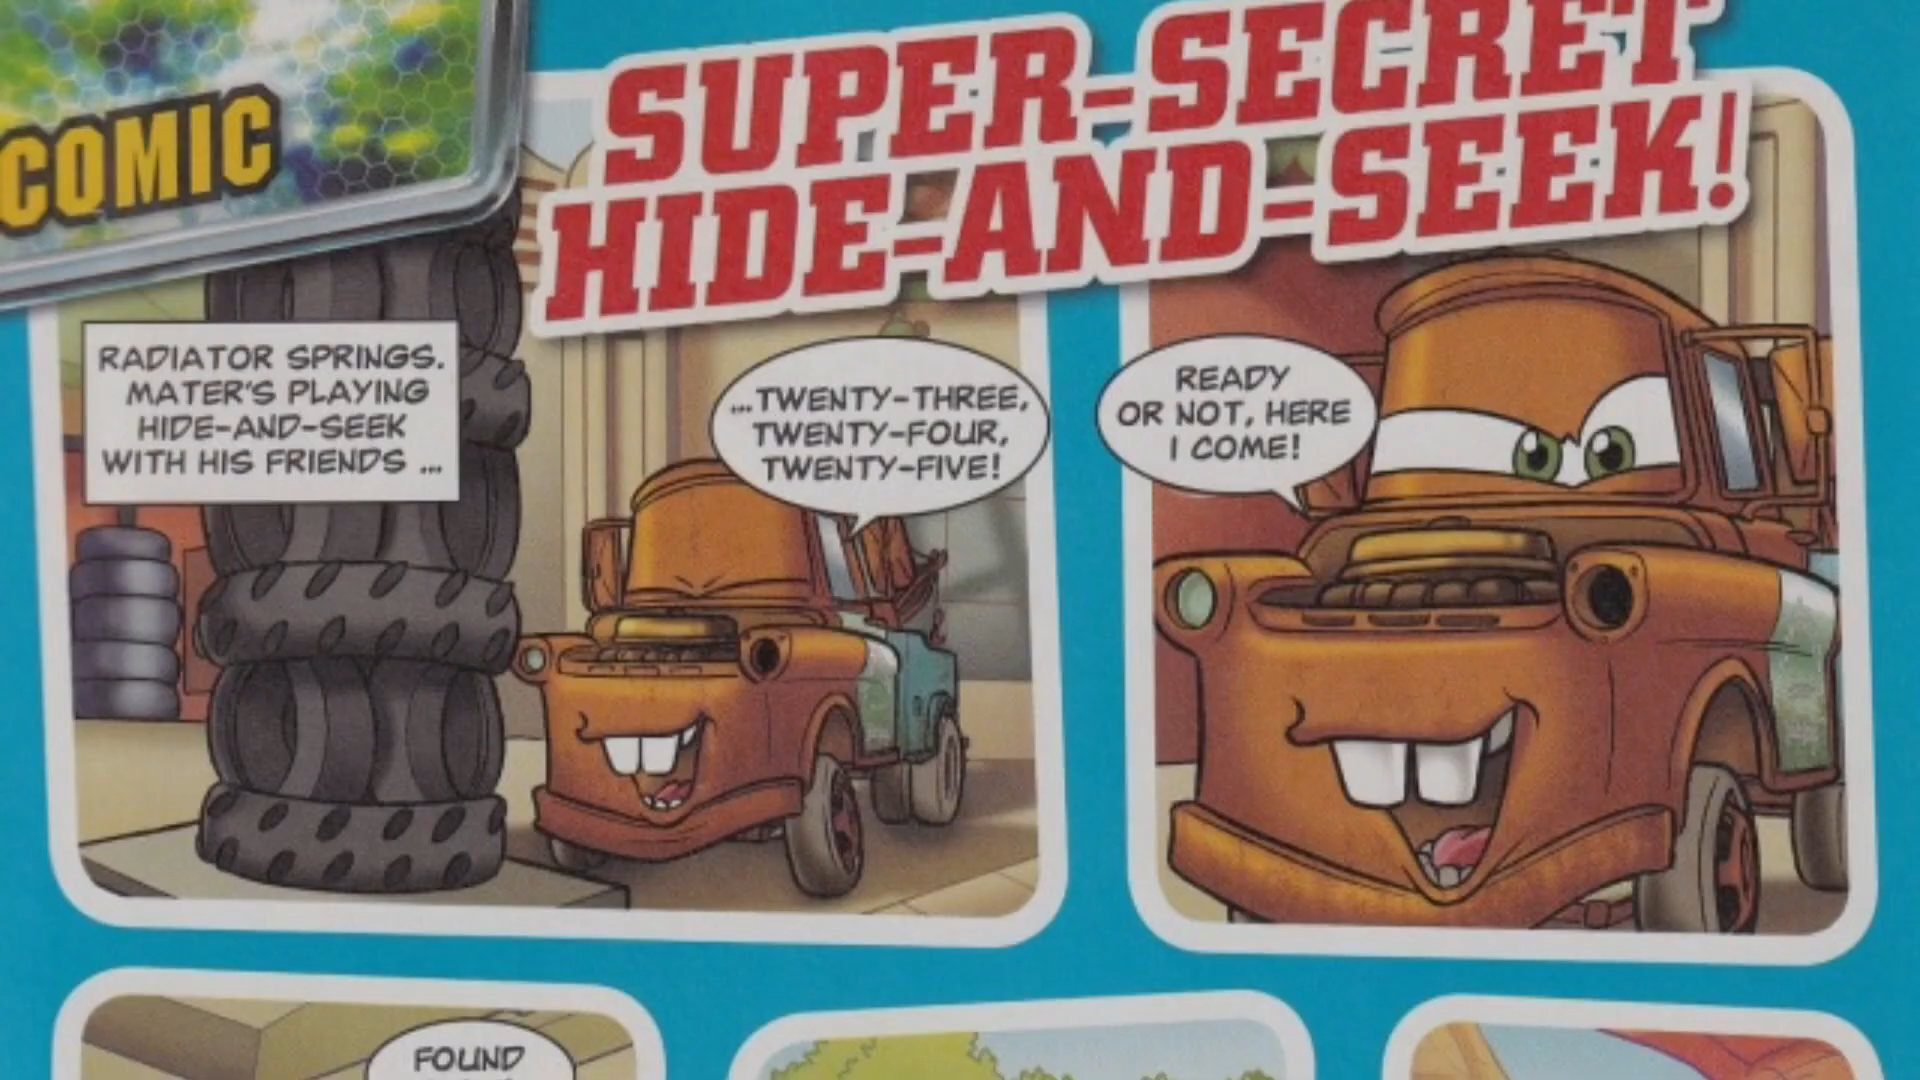 COMIC
SUPER-SECRET
HIDE-AND-SEEK!
RADIATOR SPRINGS.
MATER'S PLAYING
HIDE-AND-SEEK
WITH HIS FRIENDS ...
...TWENTY-THREE,
TWENTY-FOUR,
TWENTY-FIVE!
READY
OR NOT, HERE
I COME!
FOUND